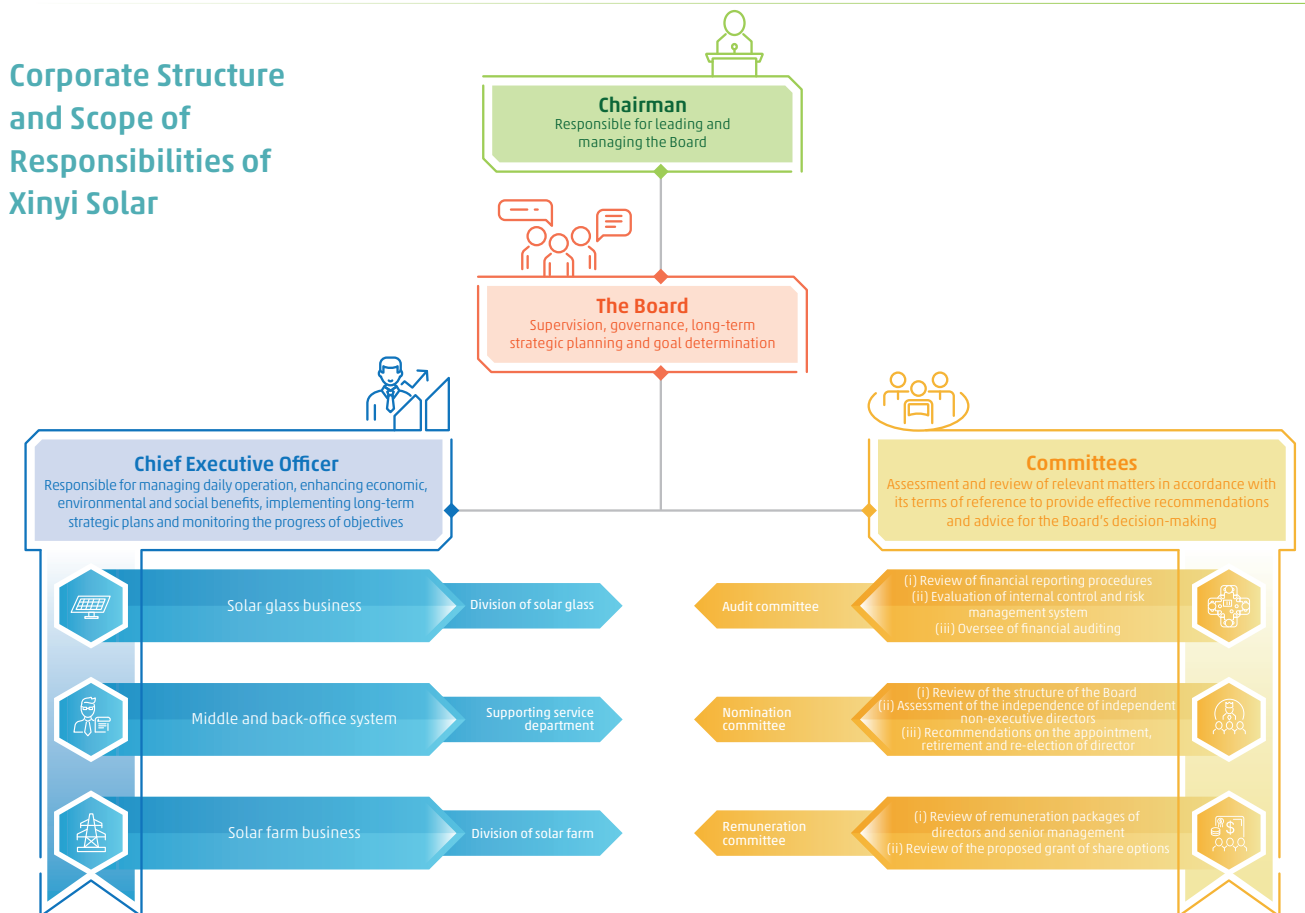 Corporate Structure
and Scope of
Responsibilities of
Xinyi Solar
Chairman
Responsible for leading and
managing the Board
The Board
Supervision, governance, long-term
strategic planning and goal determination
Chief Executive Officer
Responsible for managing daily operation, enhancing economic,
environmental and social benefits, implementing long-term
strategic plans and monitoring the progress of objectives
Solar glass business
Division of solar glass
Middle and back-office system
Supporting service
department
Solar farm business
Division of solar farm
Committees
Assessment and review of relevant matters in accordance with
its terms of reference to provide effective recommendations
and advice for the Board's decision-making
Audit committee
(i) Review of financial reporting procedures
(ii) Evaluation of internal control and risk
management system
(iii) Oversee of financial auditing
Nomination
committee
(i) Review of the structure of the Board
(ii) Assessment of the independence of independent
non-executive directors
(iii) Recommendations on the appointment,
retirement and re-election of director
Remuneration
committee
(i) Review of remuneration packages of
directors and senior management
(ii) Review of the proposed grant of share options